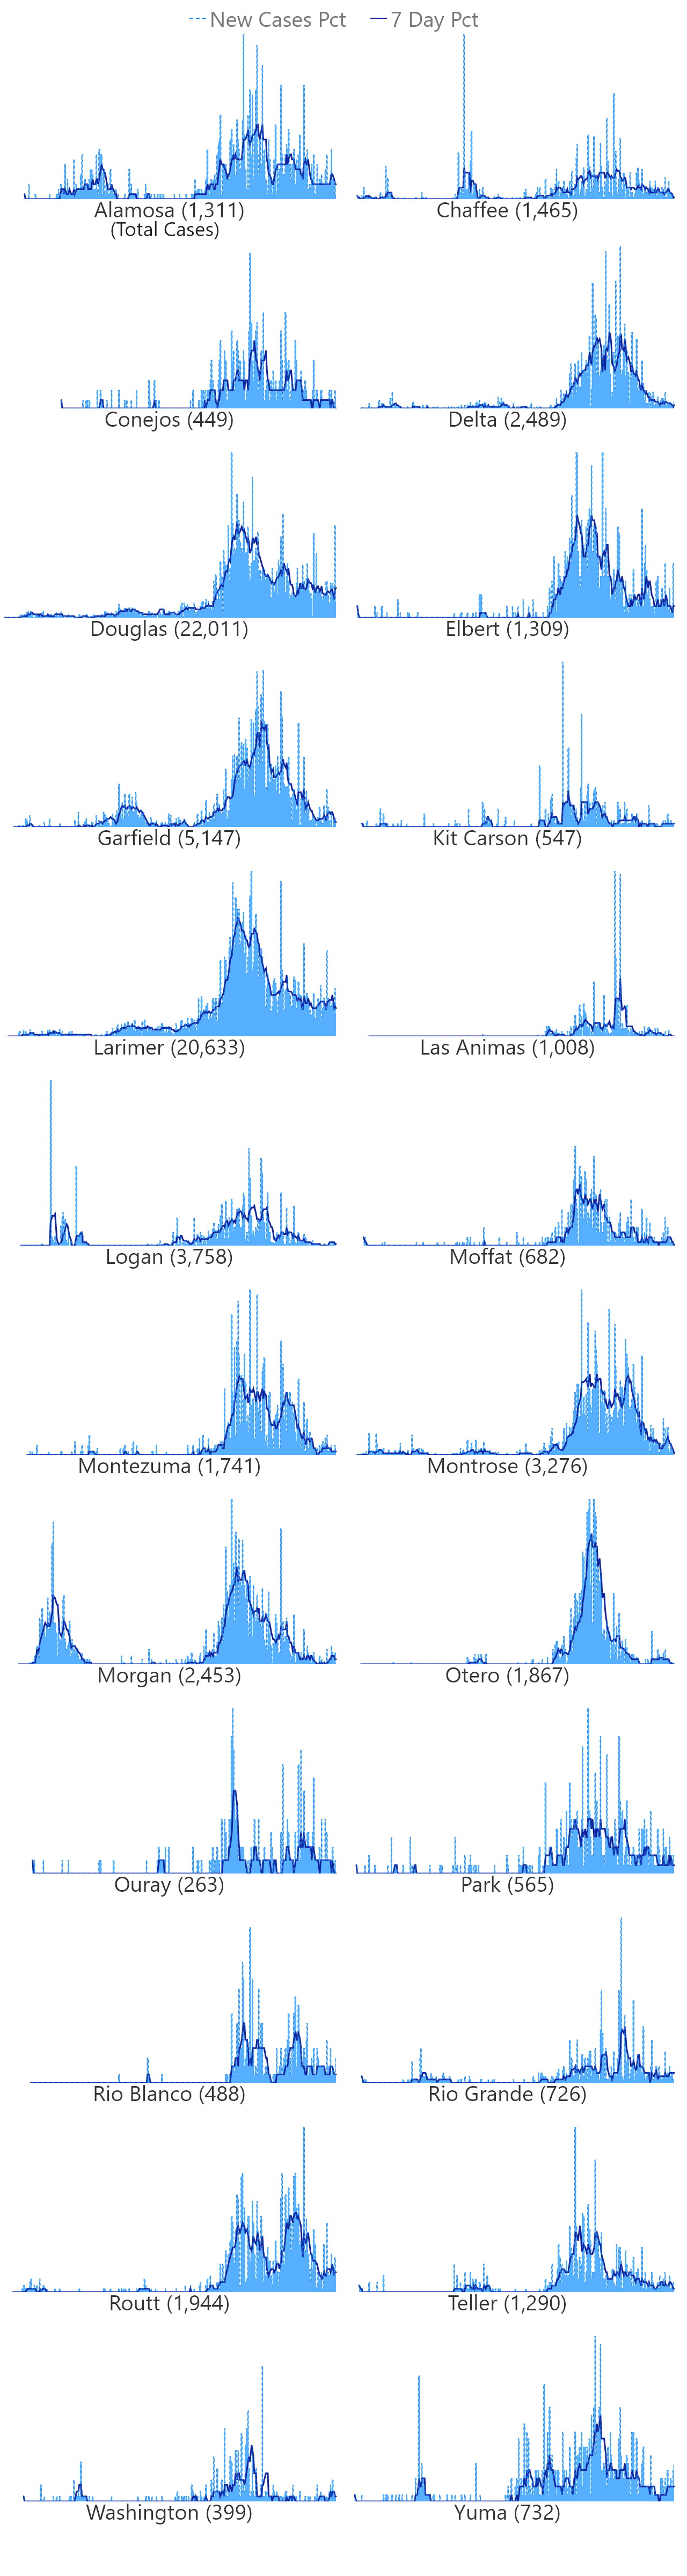 New Cases Pct 7 Day Pct
Alamosa (1,311) Chaffee (1,465)
(Total Cases)
Conejos (449) Delta (2,489)
Douglas (22,011) Elbert (1,309)
Garfield (5,147) Kit Carson (547)
Larimer (20,633) Las Animas (1,008)
Logan (3,758) Moffat (682)
Montezuma (1,741) Montrose (3,276)
Morgan (2,453) Otero (1,867)
Ouray (263) Park (565)
Rio Blanco (488) Rio Grande (726)
Routt (1,944) Teller (1,290)
Washington (399) Yuma (732)